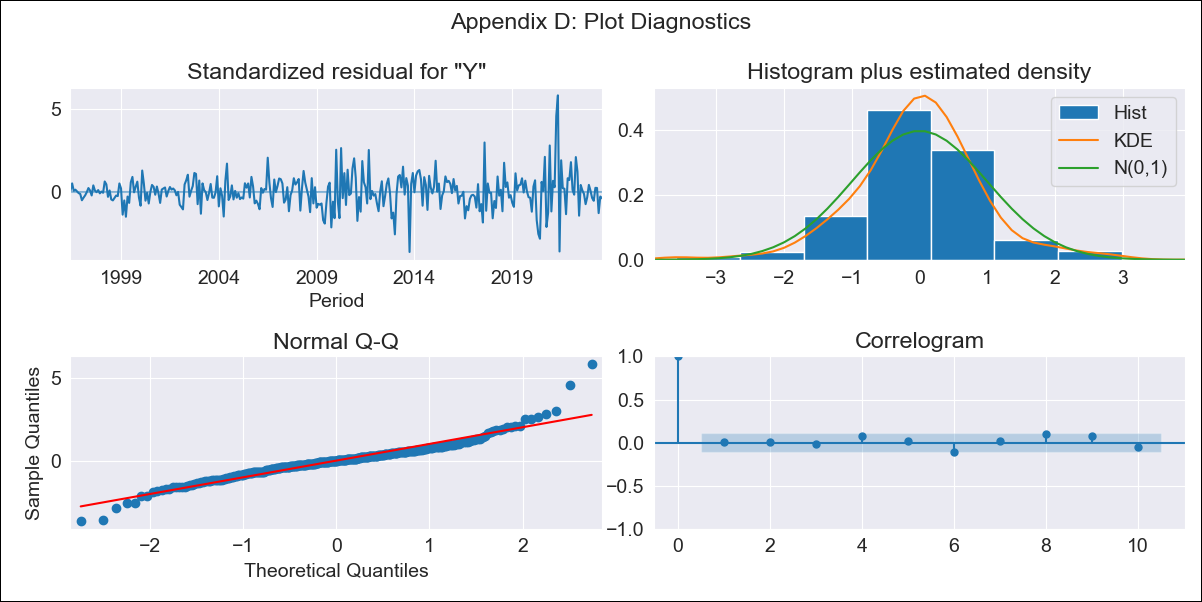 Appendix D: Plot Diagnostics
Standardized residual for "Y"
5
0
1999 2004 2009 2014 2019
Period
Histogram plus estimated density
Hist
KDE
N(0,1)
0.4
0.2
0.0
−3 −2 −1 0 1 2 3
Normal Q-Q
Sample Quantiles
5
0
−2 −1 0 1 2
Theoretical Quantiles
Correlogram
1.0
0.5
0.0
−0.5
−1.0
0 2 4 6 8 10